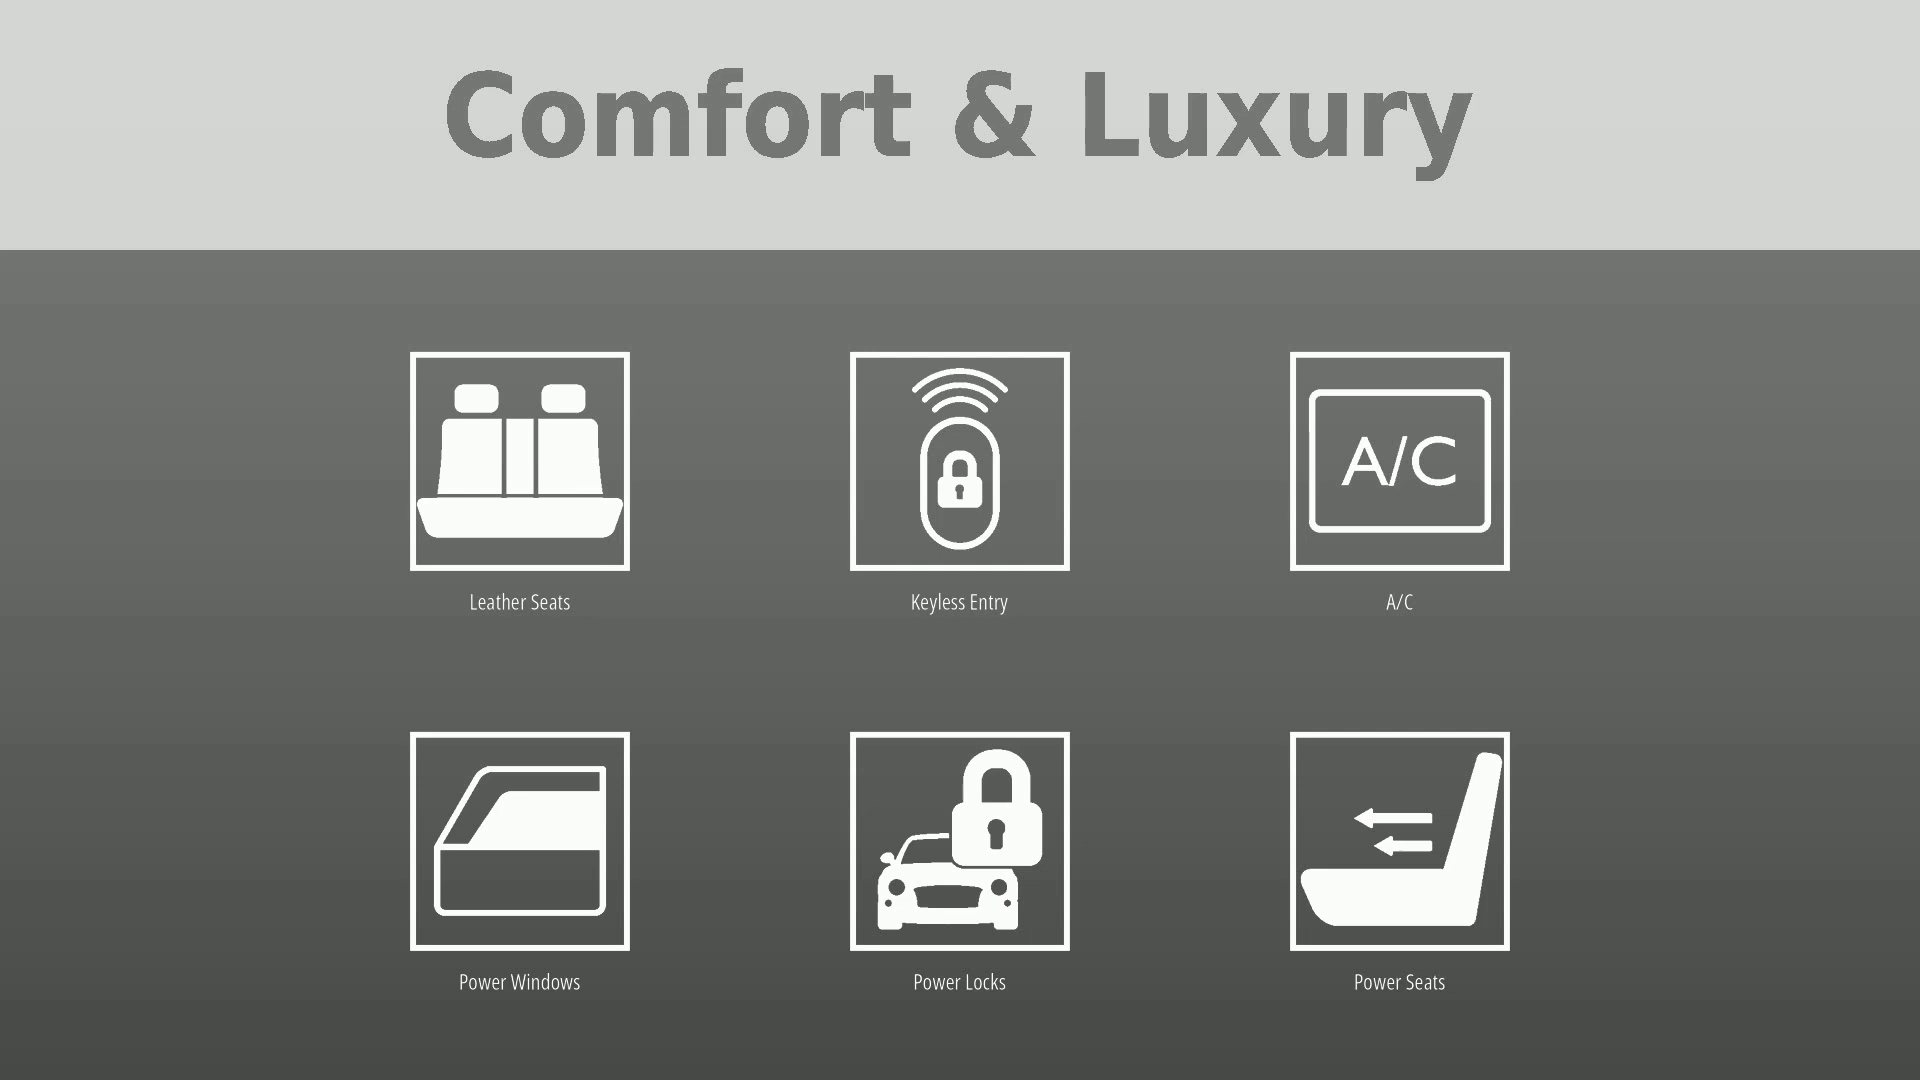 Comfort & Luxury
A/C
Leather Seats
Keyless Entry
A/C
Power Windows
Power Locks
Power Seats